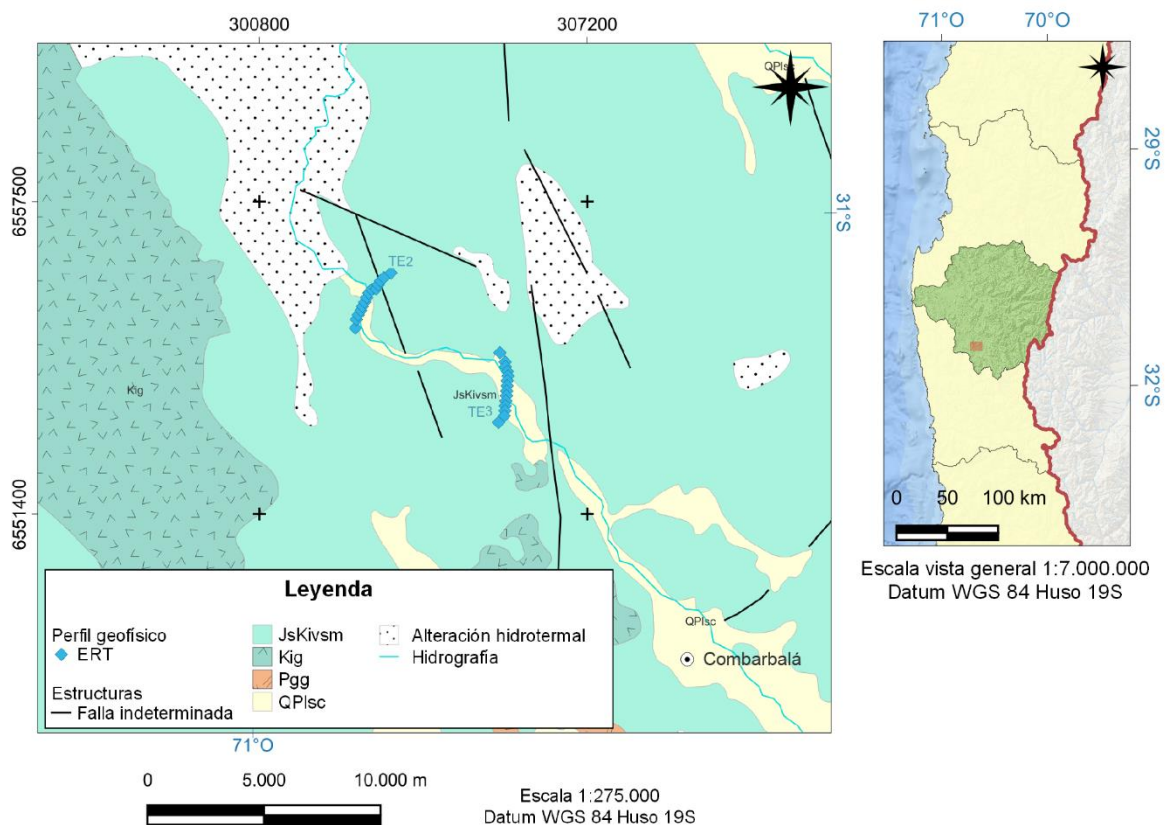 300800
307200
6557500
6551400
31°S
71°O
QPlsc
TE2
Kig
JsKivsm
TE3
QPlsc
Combarbalá
Leyenda
Perfil geofísico
ERT
Estructuras
Falla indeterminada
JsKivsm
Kig
Pgg
QPlsc
Alteración hidrotermal
Hidrografía
0 5.000 10.000 m
Escala 1:275.000
Datum WGS 84 Huso 19S
71°O 70°O
29°S
32°S
0 50 100 km
Escala vista general 1:7.000.000
Datum WGS 84 Huso 19S